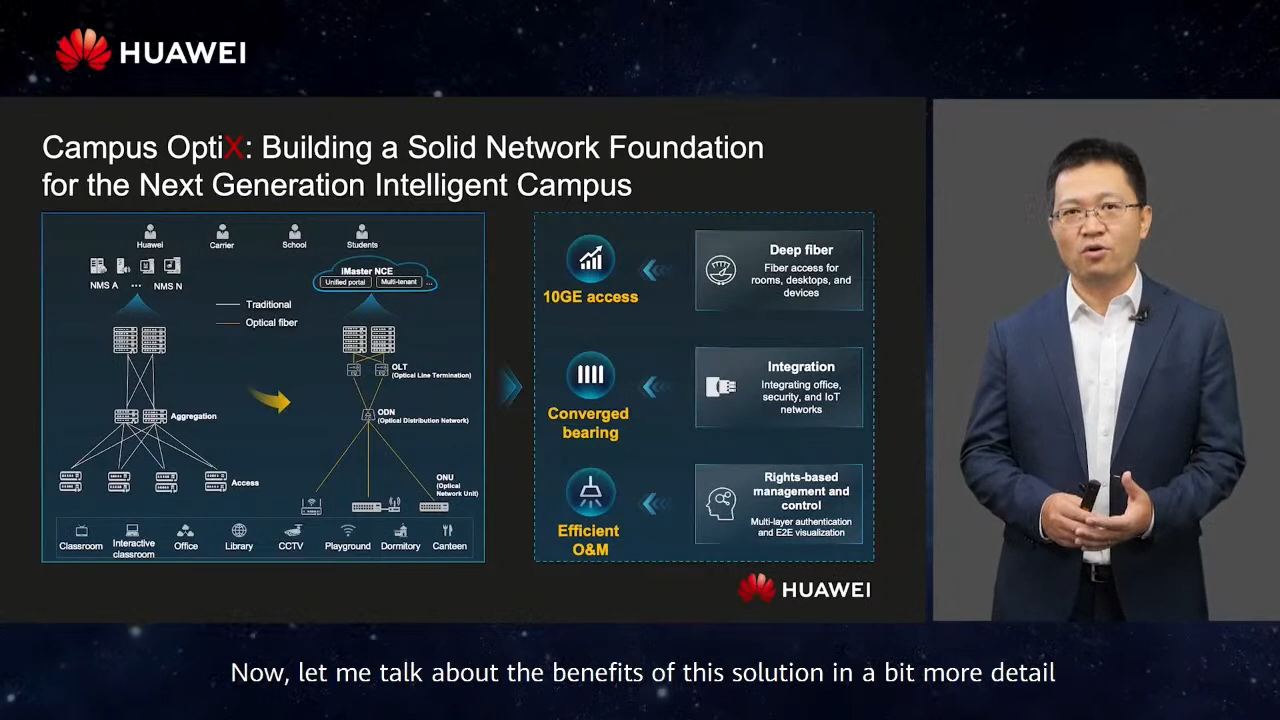 HUAWEI
Campus OptiX: Building a Solid Network Foundation
for the Next Generation Intelligent Campus
Huawei
Carrier
School
Students
NMS A
...
NMS N
iMaster NCE
Unified portal
Multi-tenant
...
Traditional
Optical fiber
OLT
(Optical Line Termination)
ODN
(Optical Distribution Network)
Aggregation
Access
ONU
(Optical
Network Unit)
Classroom
Interactive
classroom
Office
Library
CCTV
Playground
Dormitory
Canteen
10GE access
Deep fiber
Fiber access for
rooms, desktops, and
devices
Converged
bearing
Integration
Integrating office,
security, and IoT
networks
Efficient
O&M
Rights-based
management and
control
Multi-layer authentication
and E2E visualization
HUAWEI
Now, let me talk about the benefits of this solution in a bit more detail